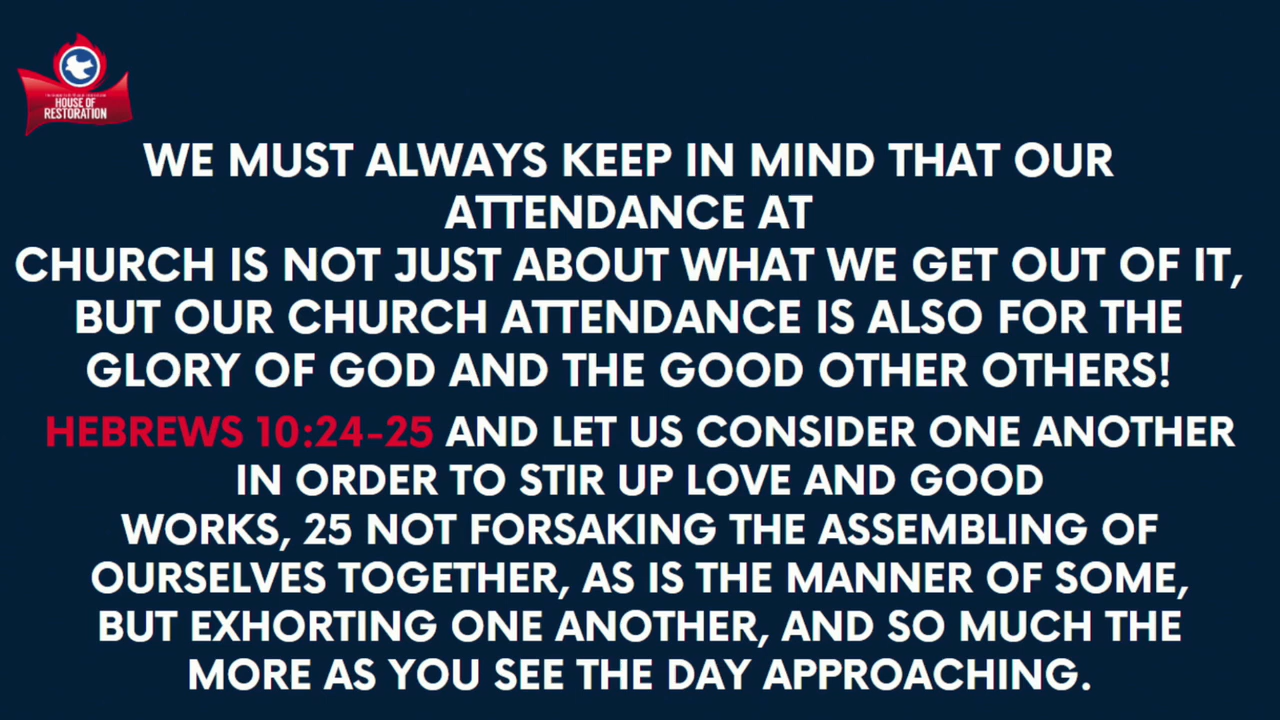 HOUSE OF
RESTORATION
WE MUST ALWAYS KEEP IN MIND THAT OUR
ATTENDANCE AT
CHURCH IS NOT JUST ABOUT WHAT WE GET OUT OF IT,
BUT OUR CHURCH ATTENDANCE IS ALSO FOR THE
GLORY OF GOD AND THE GOOD OTHER OTHERS!
HEBREWS 10:24-25 AND LET US CONSIDER ONE ANOTHER
IN ORDER TO STIR UP LOVE AND GOOD
WORKS, 25 NOT FORSAKING THE ASSEMBLING OF
OURSELVES TOGETHER, AS IS THE MANNER OF SOME,
BUT EXHORTING ONE ANOTHER, AND SO MUCH THE
MORE AS YOU SEE THE DAY APPROACHING.